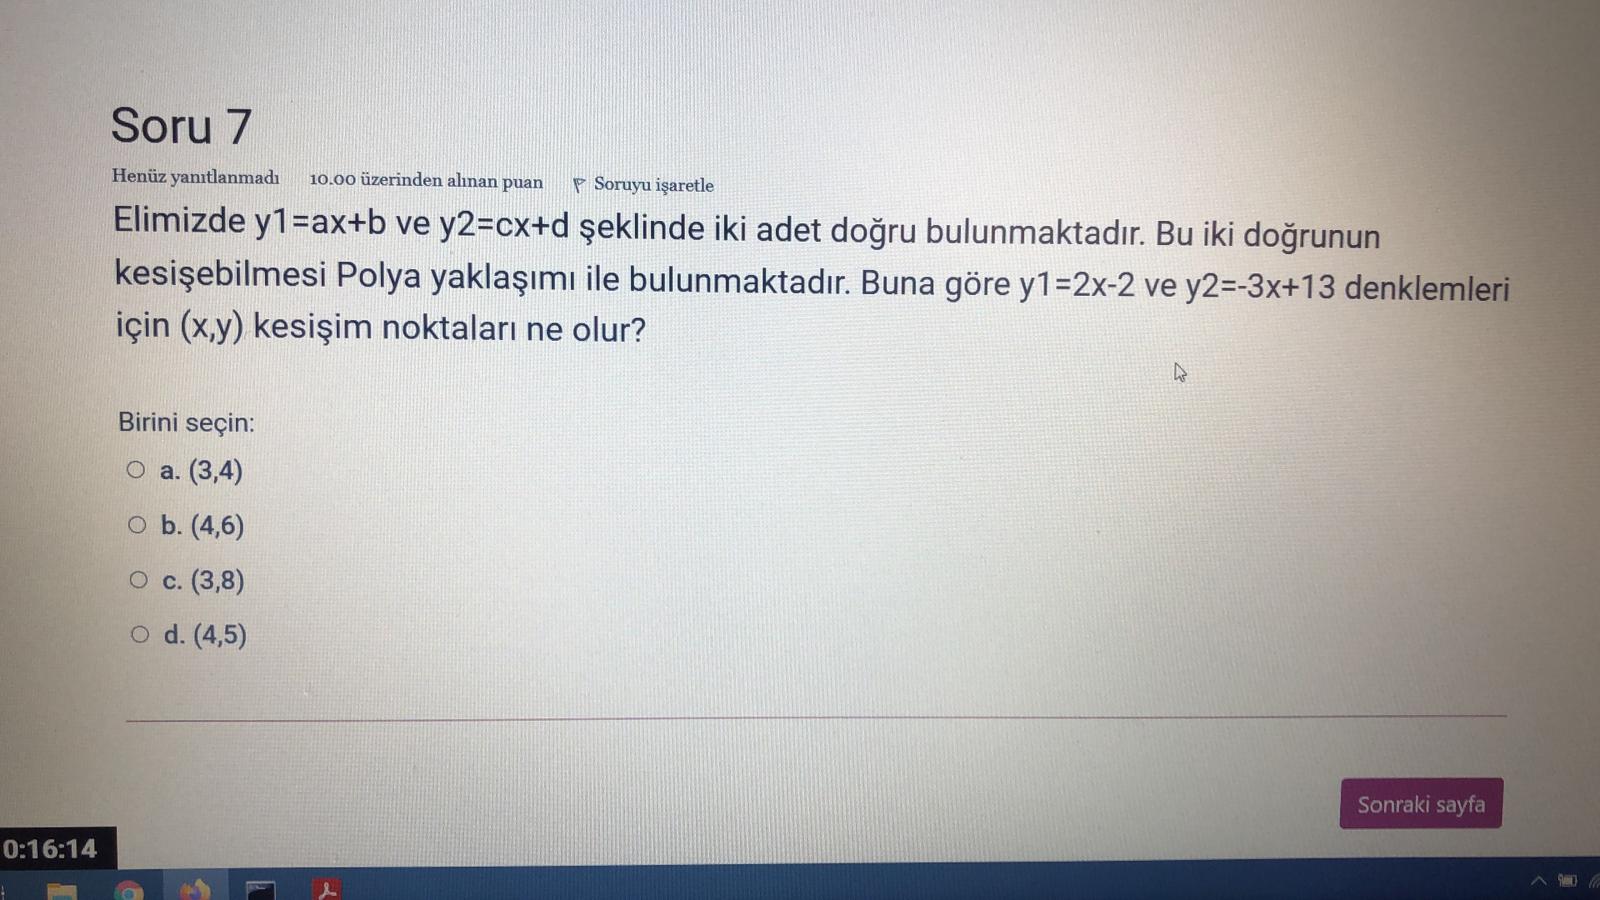 Soru 7
Henüz yanıtlanmadı 10.00 üzerinden alınan puan Soruyu işaretle
Elimizde y1=ax+b ve y2=cx+d şeklinde iki adet doğru bulunmaktadır. Bu iki doğrunun
kesişebilmesi Polya yaklaşımı ile bulunmaktadır. Buna göre y1=2x-2 ve y2=-3x+13 denklemleri
için (x,y) kesişim noktaları ne olur?
Birini seçin:
a. (3,4)
b. (4,6)
c. (3,8)
d. (4,5)
Sonraki sayfa
0:16:14